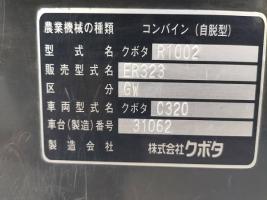 農業機械の種類 コンバイン (自脱型)
型式名 クボタ R1002
販売型式名 ER323
区分 GW
車両型式名 クボタ C320
車台(製造)番号 31062
製造会社 株式会社クボタ